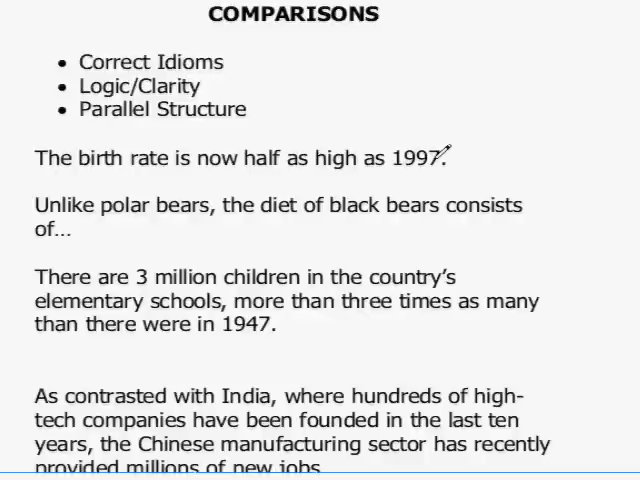 COMPARISONS
• Correct Idioms
• Logic/Clarity
• Parallel Structure
The birth rate is now half as high as 1997.
Unlike polar bears, the diet of black bears consists
of...
There are 3 million children in the country's
elementary schools, more than three times as many
than there were in 1947.
As contrasted with India, where hundreds of high-
tech companies have been founded in the last ten
years, the Chinese manufacturing sector has recently
provided millions of new jobs